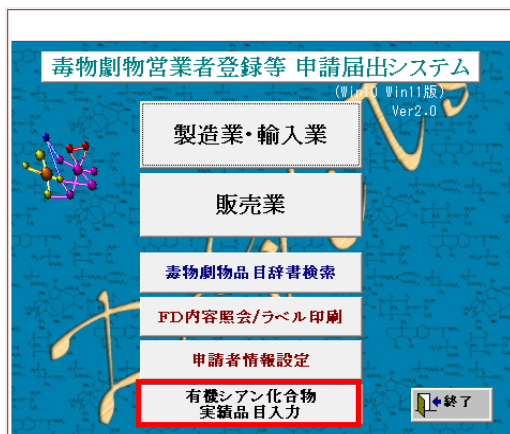 毒物劇物営業者登録等 申請届出システム
(Win10 Win11版)
Ver2.0
製造業・輸入業
販売業
毒物劇物品目辞書検索
FD内容照会/ラベル印刷
申請者情報設定
有機シアン化合物
実績品目入力
終了